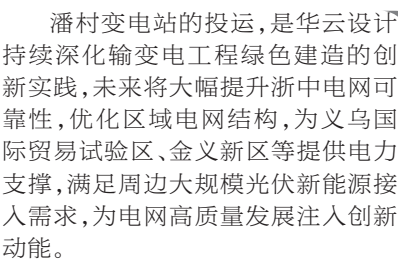 潘村变电站的投运,是华云设计
持续深化输变电工程绿色建造的创
新实践,未来将大幅提升浙中电网可
靠性,优化区域电网结构,为义乌国
际贸易试验区、金义新区等提供电力
支撑,满足周边大规模光伏新能源接
入需求,为电网高质量发展注入创新
动能。